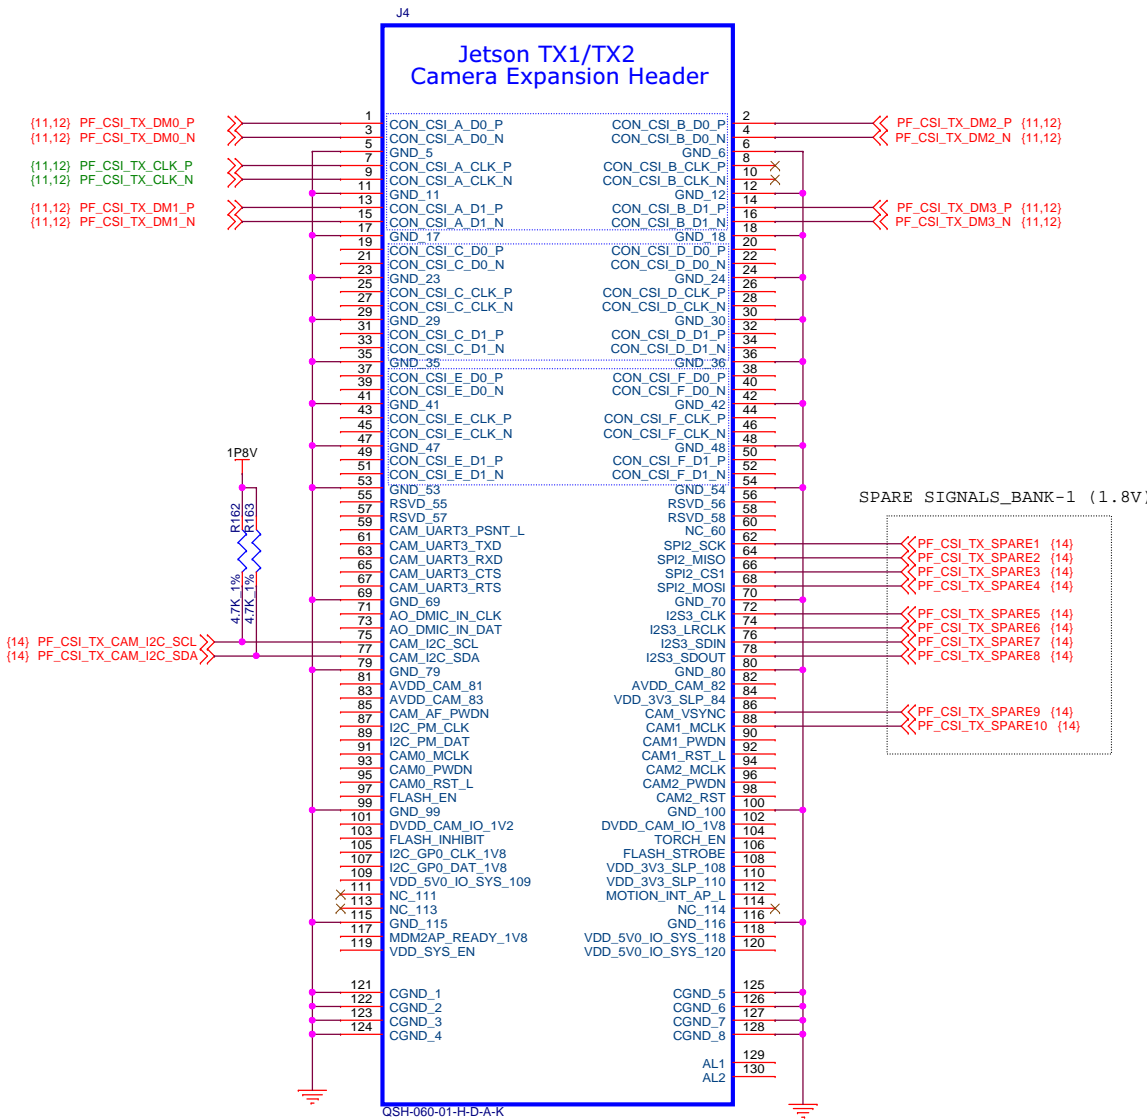 J4
Jetson TX1/TX2
Camera Expansion Header
{11,12} PF_CSI_TX_DM0_P 1 CON_CSI_A_D0_P CON_CSI_B_D0_P 2 PF_CSI_TX_DM2_P {11,12}
{11,12} PF_CSI_TX_DM0_N 3 CON_CSI_A_D0_N CON_CSI_B_D0_N 4 PF_CSI_TX_DM2_N {11,12}
5 GND_5 GND_6 6
{11,12} PF_CSI_TX_CLK_P 7 CON_CSI_A_CLK_P CON_CSI_B_CLK_P 8
{11,12} PF_CSI_TX_CLK_N 9 CON_CSI_A_CLK_N CON_CSI_B_CLK_N 10
11 GND_11 GND_12 12
{11,12} PF_CSI_TX_DM1_P 13 CON_CSI_A_D1_P CON_CSI_B_D1_P 14 PF_CSI_TX_DM3_P {11,12}
{11,12} PF_CSI_TX_DM1_N 15 CON_CSI_A_D1_N CON_CSI_B_D1_N 16 PF_CSI_TX_DM3_N {11,12}
17 GND_17 GND_18 18
19 CON_CSI_C_D0_P CON_CSI_D_D0_P 20
21 CON_CSI_C_D0_N CON_CSI_D_D0_N 22
23 GND_23 GND_24 24
25 CON_CSI_C_CLK_P CON_CSI_D_CLK_P 26
27 CON_CSI_C_CLK_N CON_CSI_D_CLK_N 28
29 GND_29 GND_30 30
31 CON_CSI_C_D1_P CON_CSI_D_D1_P 32
33 CON_CSI_C_D1_N CON_CSI_D_D1_N 34
35 GND_35 GND_36 36
37 CON_CSI_E_D0_P CON_CSI_F_D0_P 38
39 CON_CSI_E_D0_N CON_CSI_F_D0_N 40
41 GND_41 GND_42 42
43 CON_CSI_E_CLK_P CON_CSI_F_CLK_P 44
45 CON_CSI_E_CLK_N CON_CSI_F_CLK_N 46
47 GND_47 GND_48 48
49 CON_CSI_E_D1_P CON_CSI_F_D1_P 50
51 CON_CSI_E_D1_N CON_CSI_F_D1_N 52
53 GND_53 GND_54 54
1P8V
R162 4.7K_1%
R163 4.7K_1%
SPARE SIGNALS_BANK-1 (1.8V)
55 RSVD_55 RSVD_56 56
57 RSVD_57 RSVD_58 58
59 CAM_UART3_PSNT_L NC_60 60
61 CAM_UART3_TXD SPI2_SCK 62 PF_CSI_TX_SPARE1 {14}
63 CAM_UART3_RXD SPI2_MISO 64 PF_CSI_TX_SPARE2 {14}
65 CAM_UART3_CTS SPI2_CS1 66 PF_CSI_TX_SPARE3 {14}
67 CAM_UART3_RTS SPI2_MOSI 68 PF_CSI_TX_SPARE4 {14}
69 GND_69 GND_70 70
71 AO_DMIC_IN_CLK I2S3_CLK 72 PF_CSI_TX_SPARE5 {14}
73 AO_DMIC_IN_DAT I2S3_LRCLK 74 PF_CSI_TX_SPARE6 {14}
{14} PF_CSI_TX_CAM_I2C_SCL 75 CAM_I2C_SCL I2S3_SDIN 76 PF_CSI_TX_SPARE7 {14}
{14} PF_CSI_TX_CAM_I2C_SDA 77 CAM_I2C_SDA I2S3_SDOUT 78 PF_CSI_TX_SPARE8 {14}
79 GND_79 GND_80 80
81 AVDD_CAM_81 AVDD_CAM_82 82
83 AVDD_CAM_83 VDD_3V3_SLP_84 84
85 CAM_AF_PWDN CAM_VSYNC 86 PF_CSI_TX_SPARE9 {14}
87 I2C_PM_CLK CAM1_MCLK 88 PF_CSI_TX_SPARE10 {14}
89 I2C_PM_DAT CAM1_PWDN 90
91 CAM0_MCLK CAM1_RST_L 92
93 CAM0_PWDN CAM2_MCLK 94
95 CAM0_RST_L CAM2_PWDN 96
97 FLASH_EN CAM2_RST 98
99 GND_99 GND_100 100
101 DVDD_CAM_IO_1V2 DVDD_CAM_IO_1V8 102
103 FLASH_INHIBIT TORCH_EN 104
105 I2C_GP0_CLK_1V8 FLASH_STROBE 106
107 I2C_GP0_DAT_1V8 VDD_3V3_SLP_108 108
109 VDD_5V0_IO_SYS_109 VDD_3V3_SLP_110 110
111 NC_111 MOTION_INT_AP_L 112
113 NC_113 NC_114 114
115 GND_115 GND_116 116
117 MDM2AP_READY_1V8 VDD_5V0_IO_SYS_118 118
119 VDD_SYS_EN VDD_5V0_IO_SYS_120 120
121 CGND_1 CGND_5 125
122 CGND_2 CGND_6 126
123 CGND_3 CGND_7 127
124 CGND_4 CGND_8 128
AL1 129
AL2 130
QSH-060-01-H-D-A-K